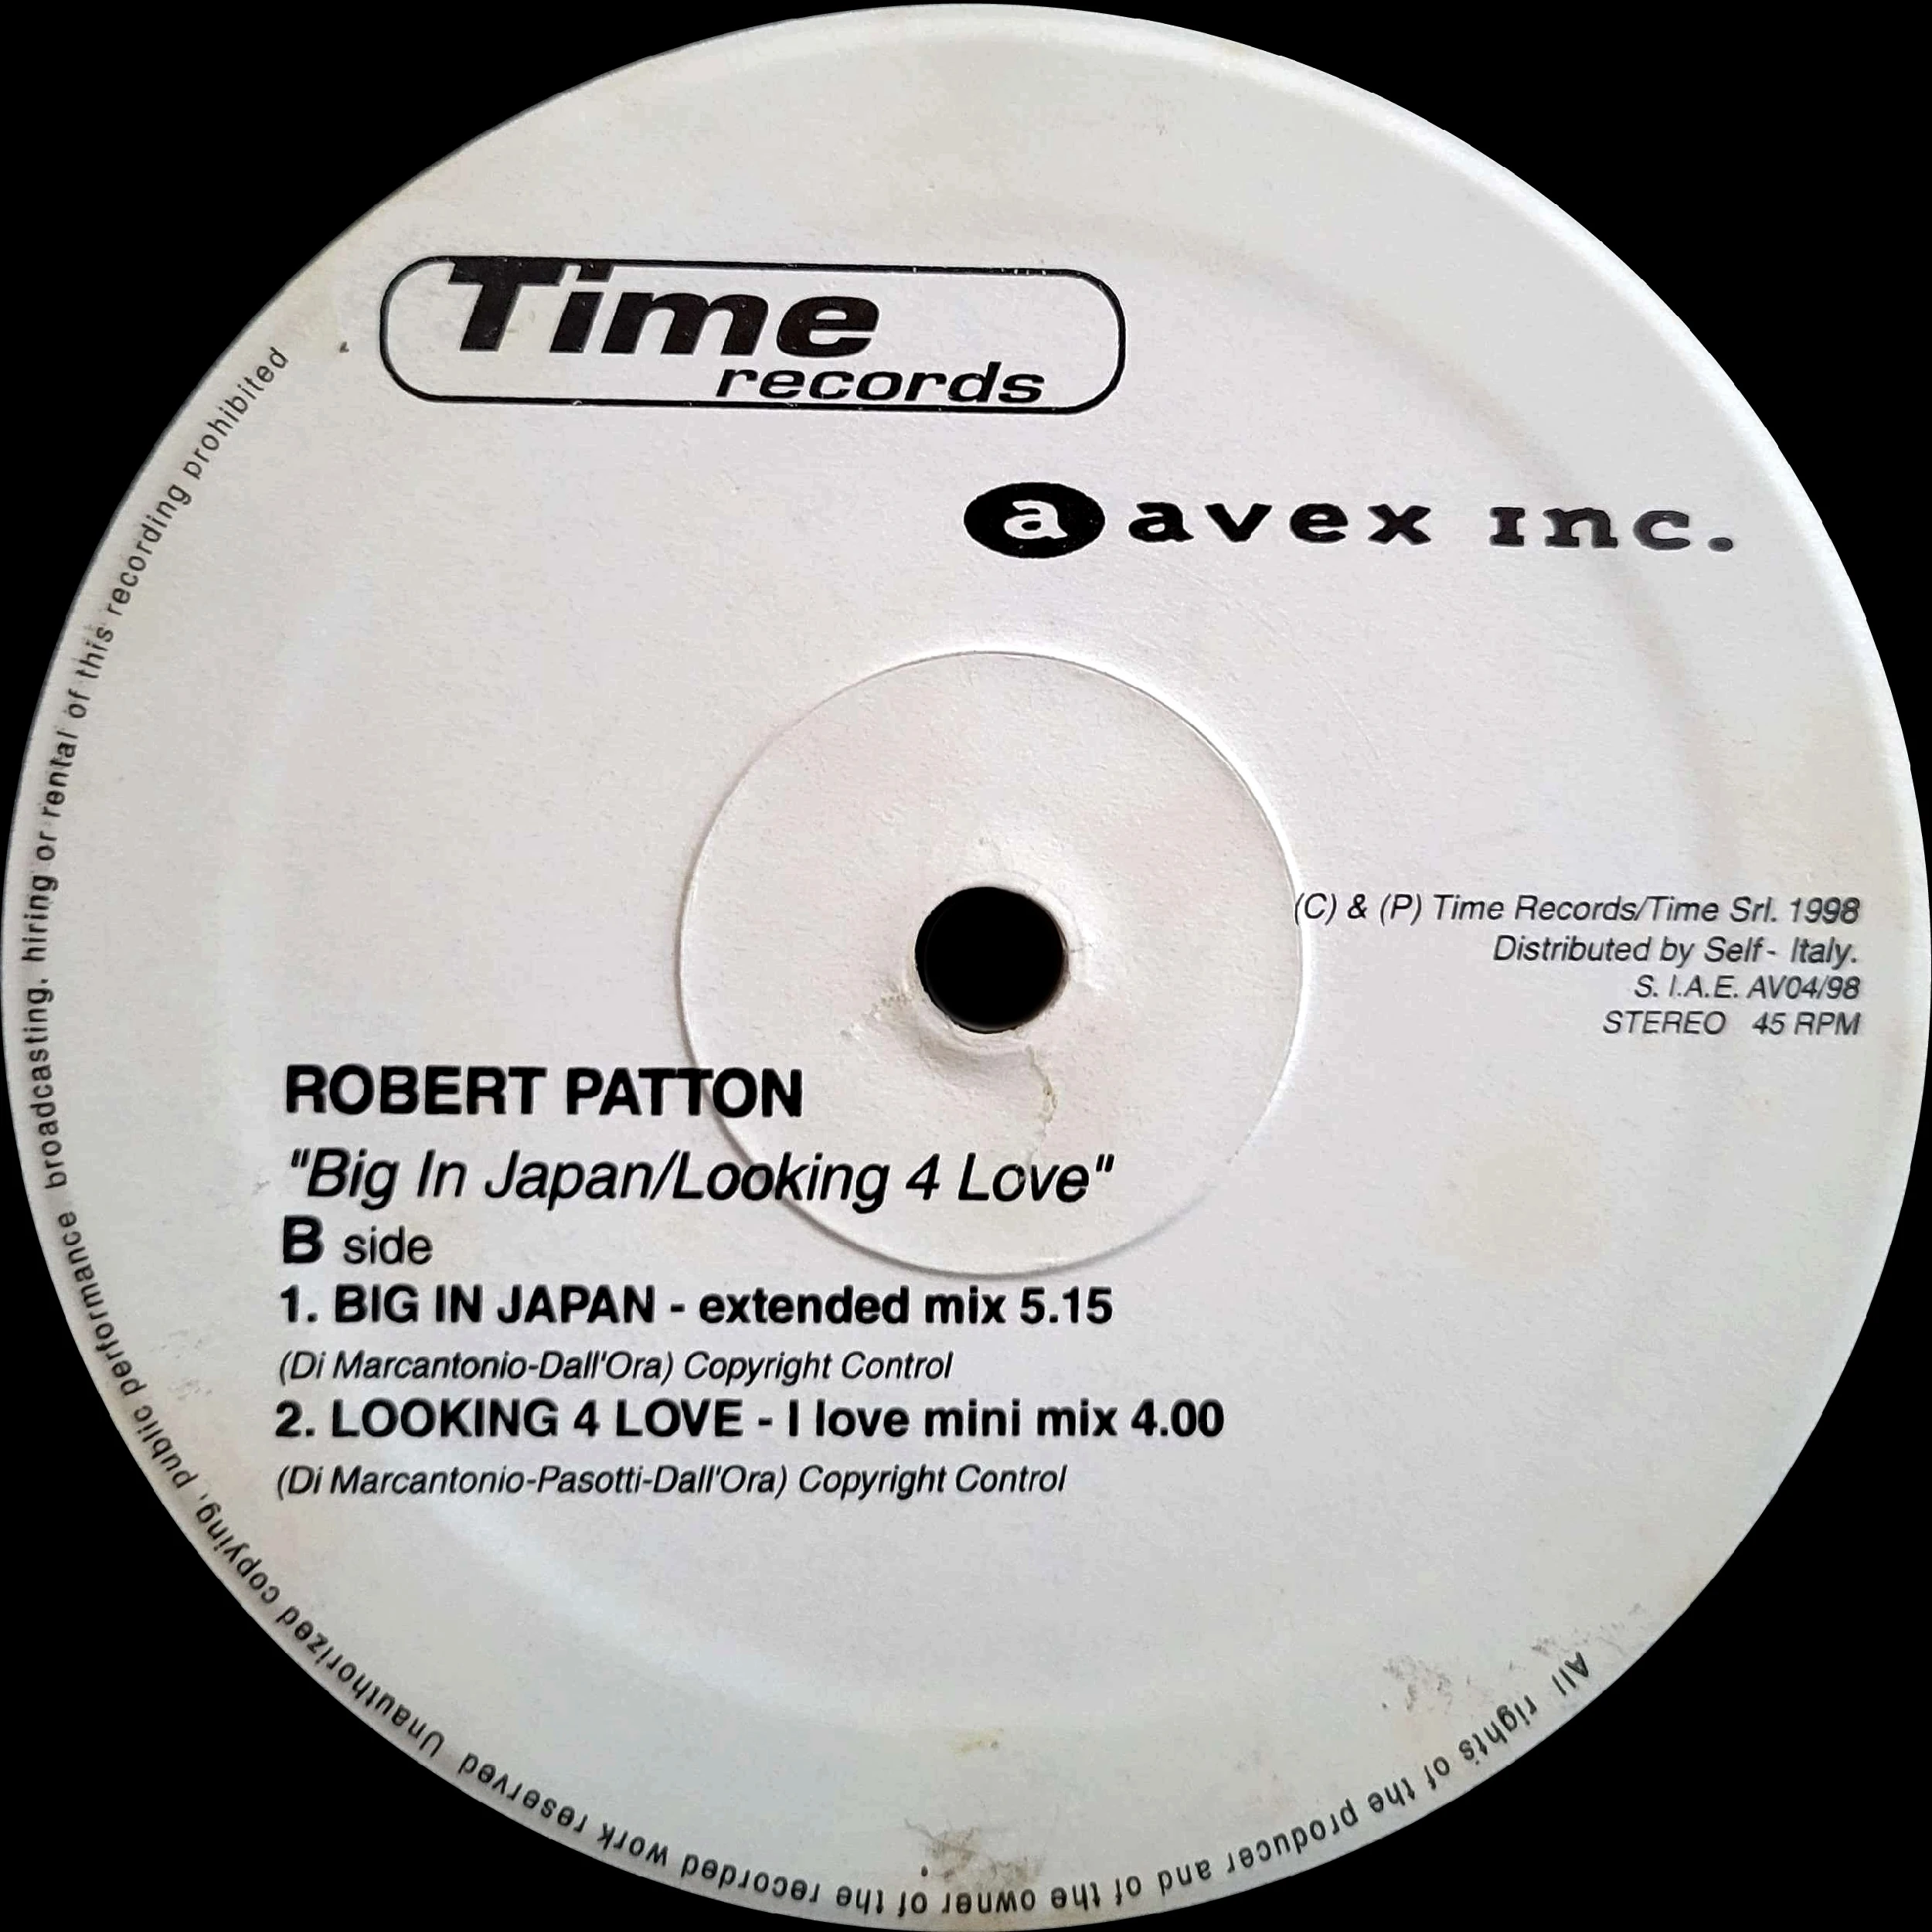 Time
records
a avex inc.
(C) & (P) Time Records/Time Srl. 1998
Distributed by Self - Italy.
S. I.A.E. AV04/98
STEREO 45 RPM
ROBERT PATTON
"Big In Japan/Looking 4 Love"
B side
1. BIG IN JAPAN - extended mix 5.15
(Di Marcantonio-Dall'Ora) Copyright Control
2. LOOKING 4 LOVE - I love mini mix 4.00
(Di Marcantonio-Pasotti-Dall'Ora) Copyright Control
All rights of the producer and of the owner of the recorded work reserved Unauthorized copying, public performance broadcasting, hiring or rental of this recording prohibited